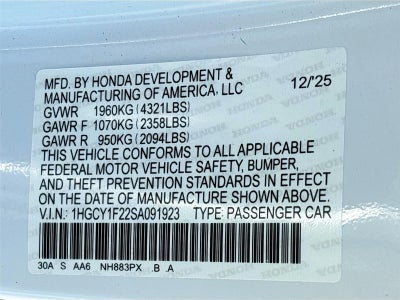 MFD. BY HONDA DEVELOPMENT & 12/'25
MANUFACTURING OF AMERICA, LLC
GVWR 1960KG (4321LBS)
GAWR F 1070KG (2358LBS)
GAWR R 950KG (2094LBS)
THIS VEHICLE CONFORMS TO ALL APPLICABLE
FEDERAL MOTOR VEHICLE SAFETY, BUMPER,
AND THEFT PREVENTION STANDARDS IN EFFECT
ON THE DATE OF MANUFACTURE SHOWN ABOVE.
V.I.N.: 1HGCY1F22SA091923 TYPE: PASSENGER CAR
30A S AA6 NH883PX .B .A